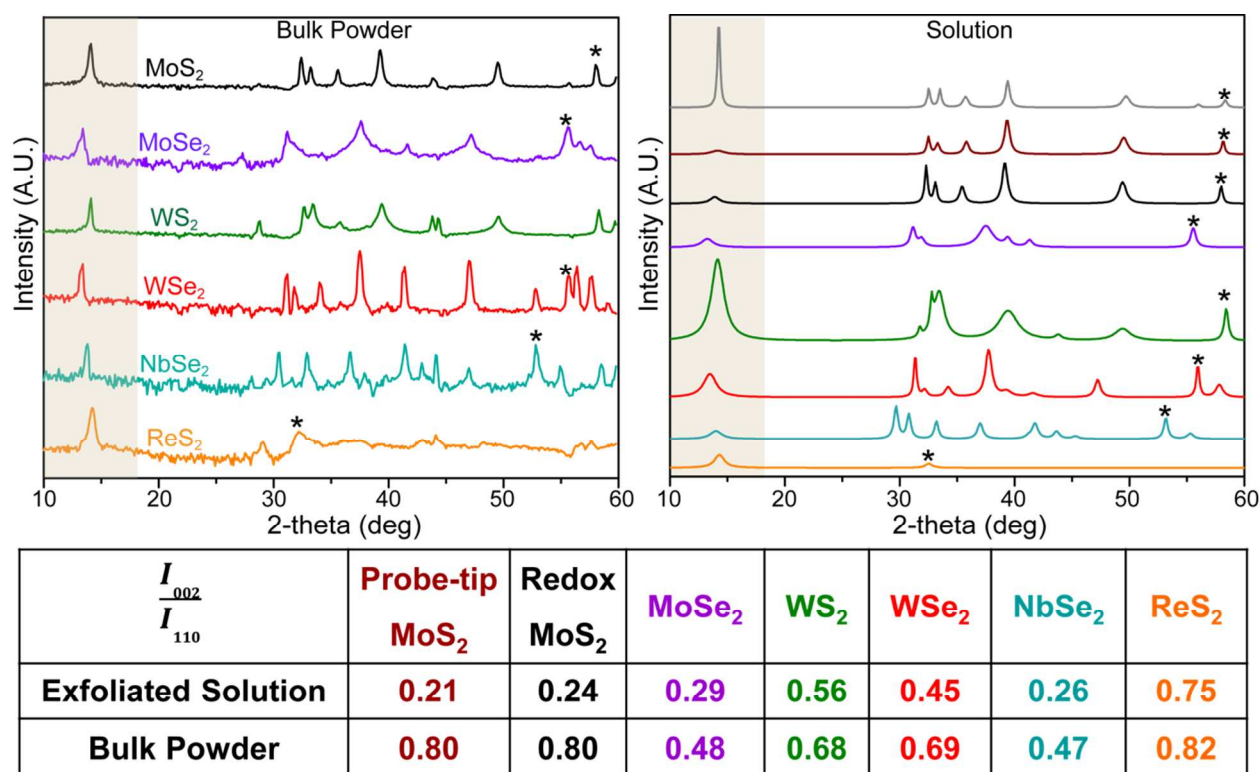 Bulk Powder
MoS₂
*
MoSe₂
*
WS₂
WSe₂
*
NbSe₂
*
ReS₂
*
Intensity (A.U.)
10 20 30 40 50 60
2-theta (deg)
Solution
*
*
*
*
*
*
*
*
Intensity (A.U.)
10 20 30 40 50 60
2-theta (deg)
I₀₀₂ / I₁₁₀ Probe-tip MoS₂ Redox MoS₂ MoSe₂ WS₂ WSe₂ NbSe₂ ReS₂
Exfoliated Solution 0.21 0.24 0.29 0.56 0.45 0.26 0.75
Bulk Powder 0.80 0.80 0.48 0.68 0.69 0.47 0.82